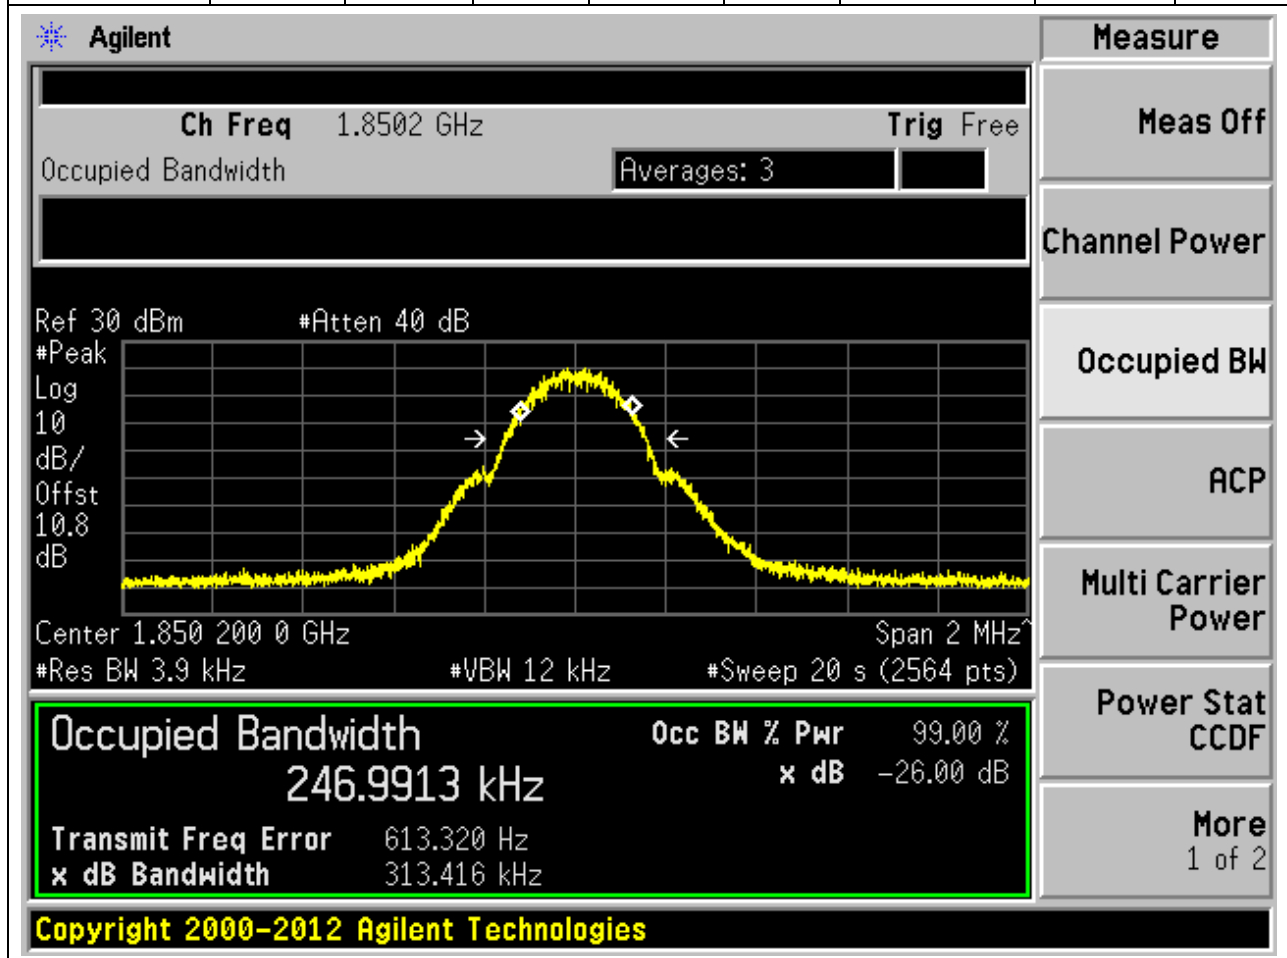 Agilent
Measure
Ch Freq 1.8502 GHz Trig Free
Meas Off
Occupied Bandwidth Averages: 3
Channel Power
Ref 30 dBm #Atten 40 dB
#Peak
Log
10
dB/
Offst
10.8
dB
Occupied BW
ACP
Center 1.850 200 0 GHz Span 2 MHz^
#Res BW 3.9 kHz #VBW 12 kHz #Sweep 20 s (2564 pts)
Multi Carrier
Power
Occupied Bandwidth
246.9913 kHz
Occ BW % Pwr 99.00 %
x dB -26.00 dB
Transmit Freq Error 613.320 Hz
x dB Bandwidth 313.416 kHz
Power Stat
CCDF
More
1 of 2
Copyright 2000-2012 Agilent Technologies